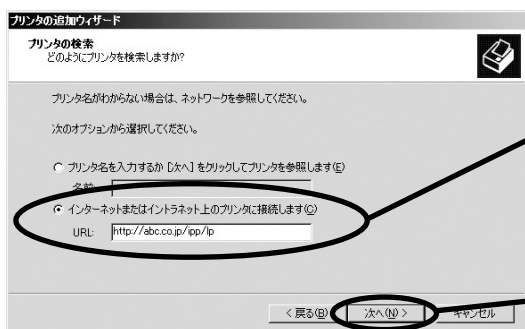 プリンタの追加ウィザード
プリンタの検索
どのようにプリンタを検索しますか?
プリンタ名がわからない場合は、ネットワークを参照してください。
次のオプションから選択してください。
プリンタ名を入力するか [次へ] をクリックしてプリンタを参照します(E)
名前:
インターネットまたはイントラネット上のプリンタに接続します(C)
URL: http://abc.co.jp/ipp/lp
< 戻る(B) 次へ(N) > キャンセル